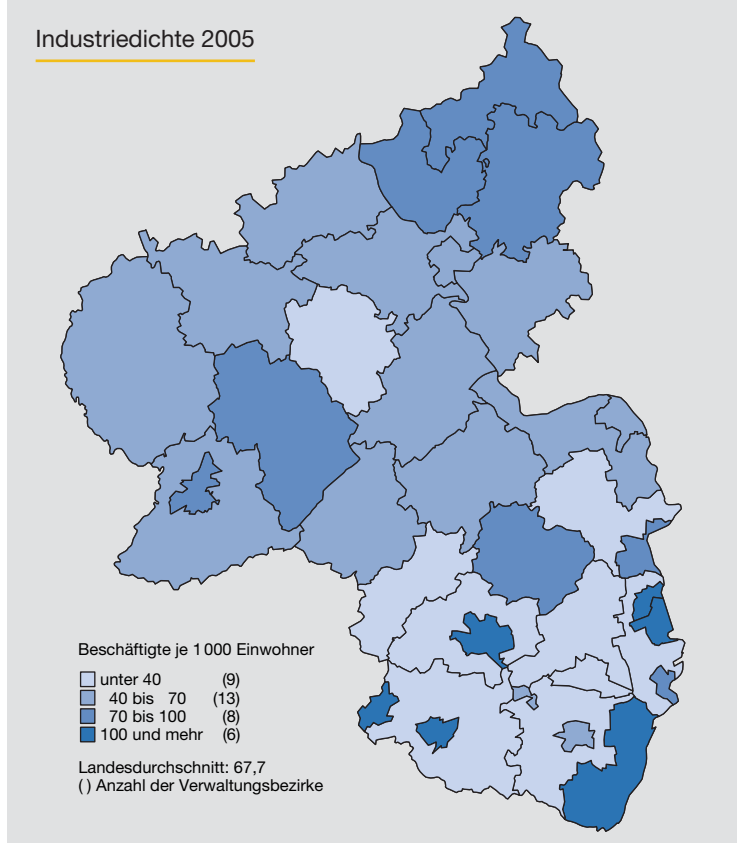 Industriedichte 2005
Beschäftigte je 1 000 Einwohner
unter 40 (9)
40 bis 70 (13)
70 bis 100 (8)
100 und mehr (6)
Landesdurchschnitt: 67,7
( ) Anzahl der Verwaltungsbezirke